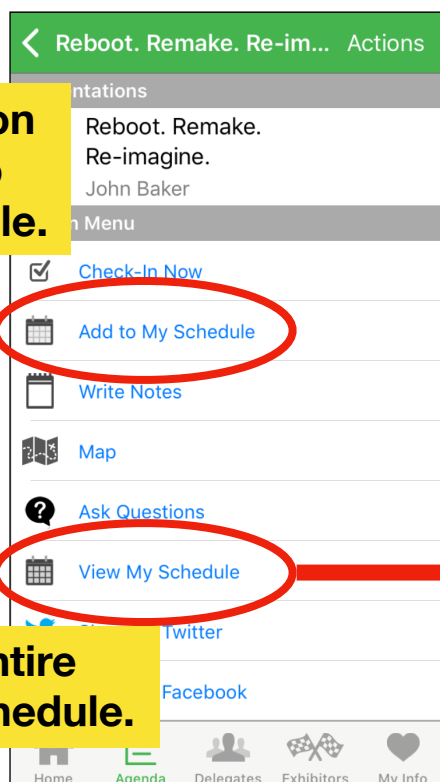 Reboot. Remake. Re-im... Actions
ntations
on
Reboot. Remake.
Re-imagine.
John Baker
le.
n Menu
Check-In Now
Add to My Schedule
Write Notes
Map
Ask Questions
View My Schedule
Twitter
ntire
Facebook
hedule.
Home Agenda Delegates Exhibitors My Info